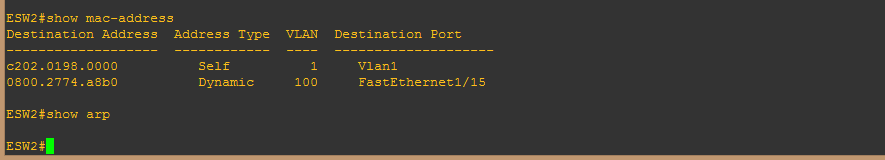 ESW2#show mac-address
Destination Address  Address Type  VLAN  Destination Port
-------------------  ------------  ----  --------------------
c202.0198.0000          Self          1     Vlan1
0800.2774.a8b0          Dynamic     100     FastEthernet1/15
ESW2#show arp
ESW2#